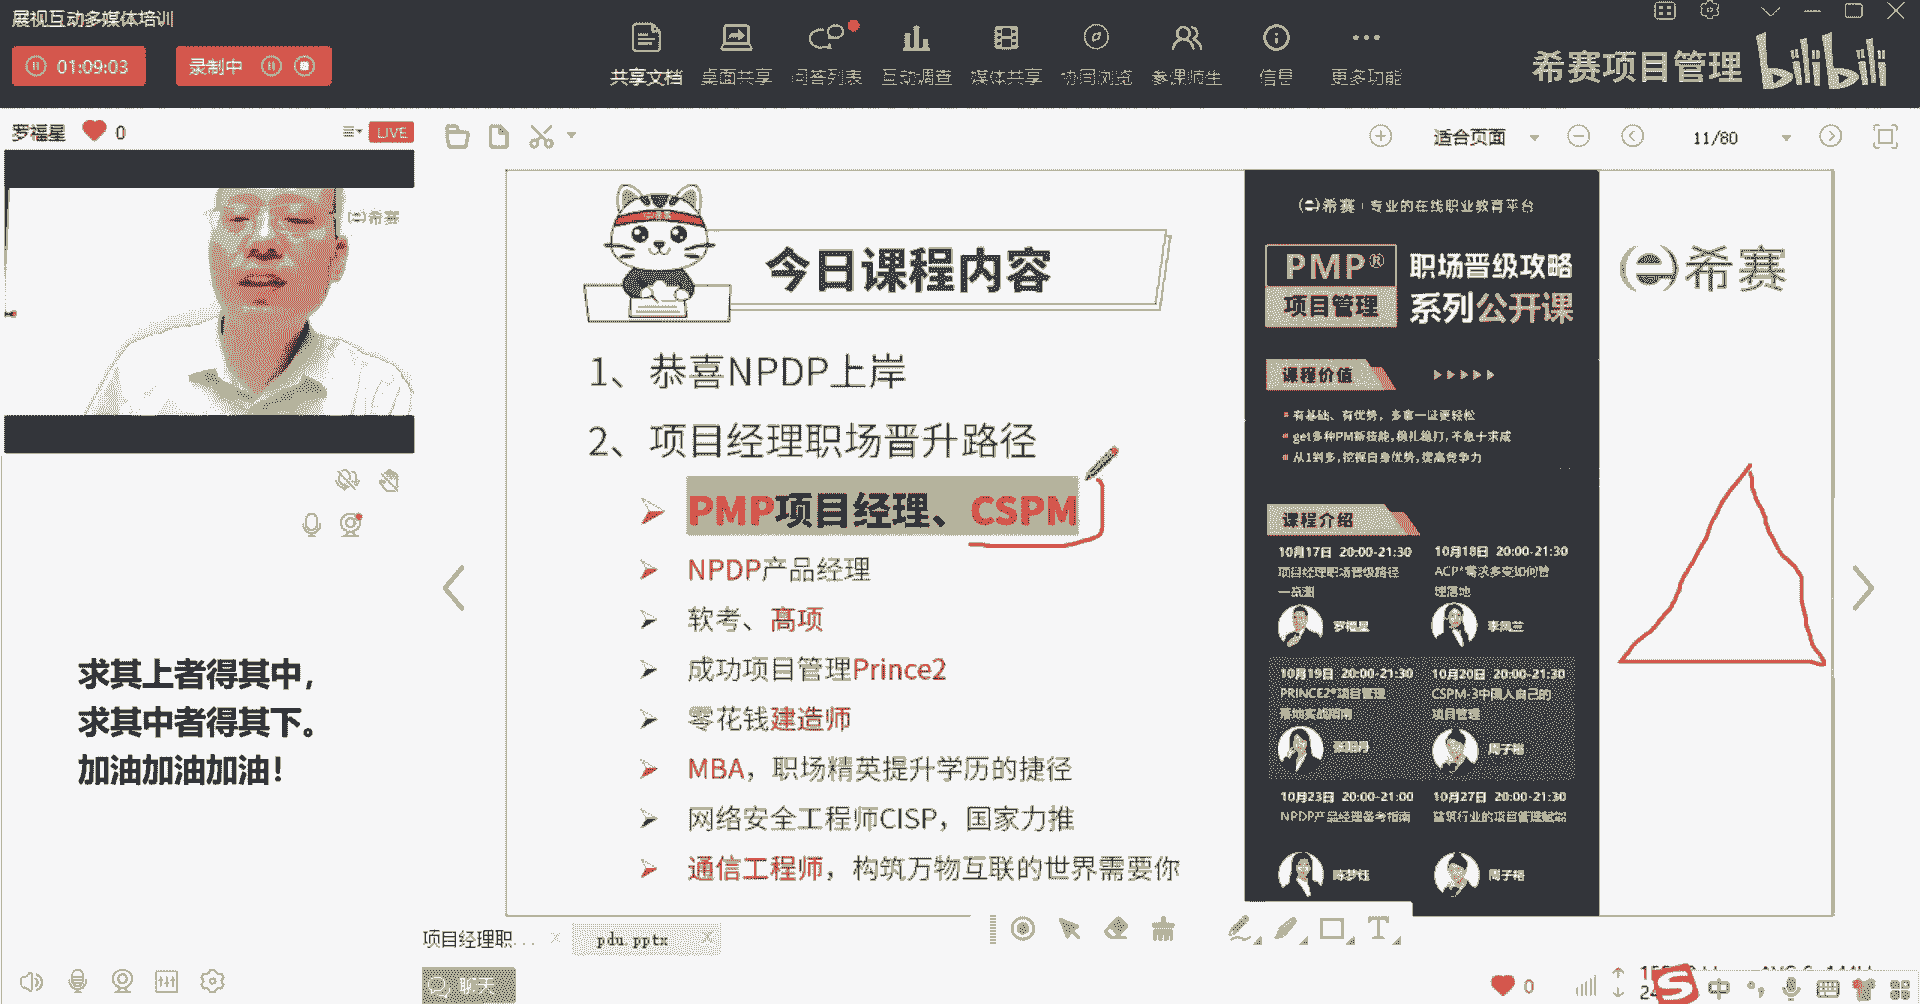 展视互动多媒体培训
01:09:03
录制中
共享文档
桌面共享
问答列表
互动调查
媒体共享
协同浏览
参课师生
信息
更多功能
希赛项目管理
bilibili
罗福星
0
LIVE
适合页面
11/80
希赛
今日课程内容
1、恭喜NPDP上岸
2、项目经理职场晋升路径
PMP项目经理、CSPM
NPDP产品经理
软考、高项
成功项目管理Prince2
零花钱建造师
MBA，职场精英提升学历的捷径
网络安全工程师CISP，国家力推
通信工程师，构筑万物互联的世界需要你
希赛 专业的在线职业教育平台
PMP® 职场晋级攻略
项目管理 系列公开课
课程价值
有基础、有优势，多拿一证更轻松
get多种PM新技能,稳扎稳打,不急于求成
从1到多,挖掘自身优势,提高竞争力
课程介绍
10月17日 20:00-21:30
项目经理职场晋级路径
一览
罗福星
10月18日 20:00-21:30
ACP®需求多变如何管
理落地
李凤兰
10月19日 20:00-21:30
PRINCE2®项目管理
落地实战指南
10月20日 20:00-21:30
CSPM-3中国人自己的
项目管理
周子裕
10月23日 20:00-21:00
NPDP产品经理备考指南
陈梦钰
10月27日 20:00-21:30
建筑行业的项目管理赋能
周子裕
希赛
求其上者得其中，
求其中者得其下。
加油加油加油！
项目经理职...
pdu.pptx
聊天
0
中